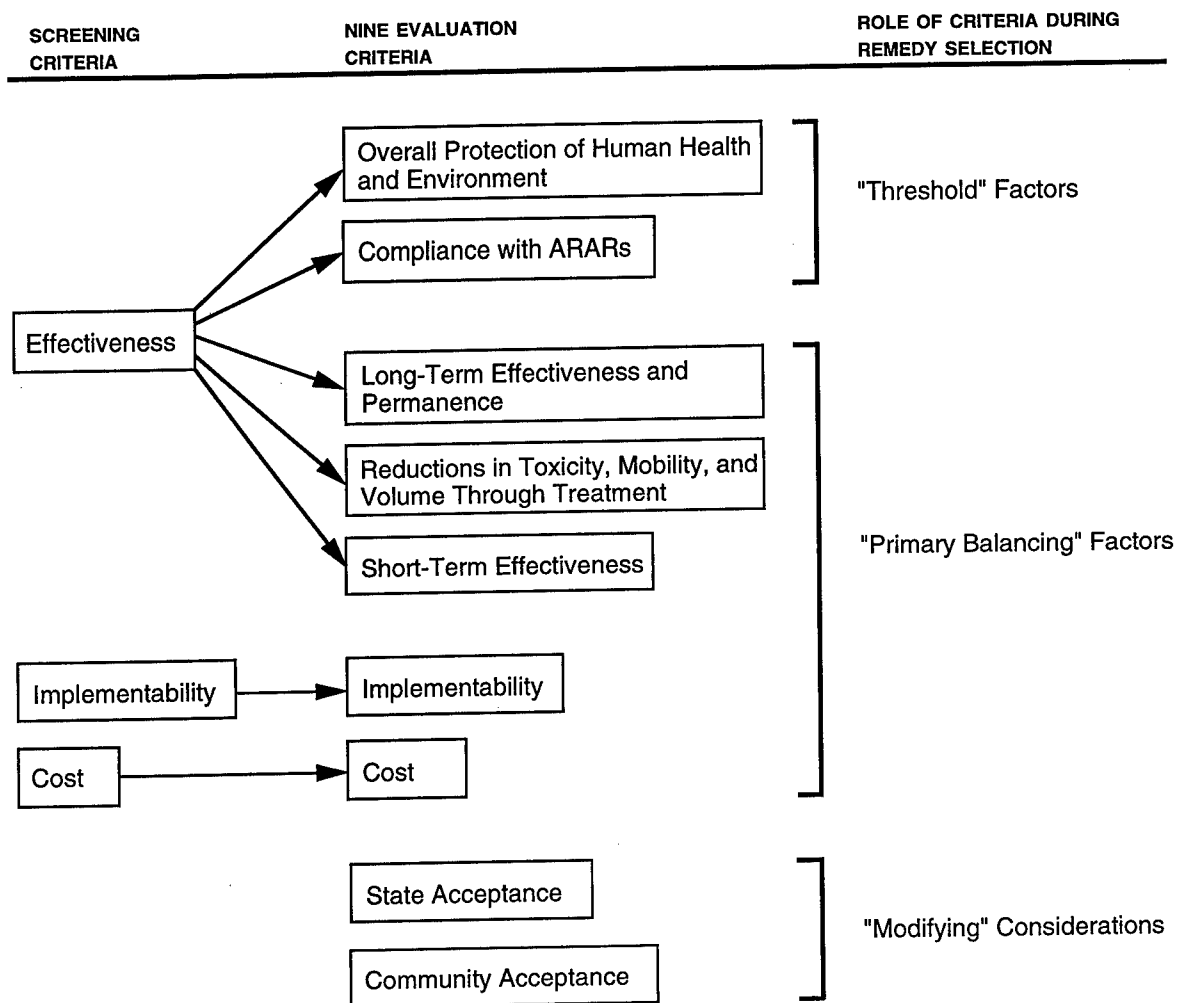 SCREENING
CRITERIA
NINE EVALUATION
CRITERIA
ROLE OF CRITERIA DURING
REMEDY SELECTION
Overall Protection of Human Health
and Environment
Compliance with ARARs
"Threshold" Factors
Effectiveness
Long-Term Effectiveness and
Permanence
Reductions in Toxicity, Mobility, and
Volume Through Treatment
Short-Term Effectiveness
"Primary Balancing" Factors
Implementability
Implementability
Cost
Cost
State Acceptance
Community Acceptance
"Modifying" Considerations